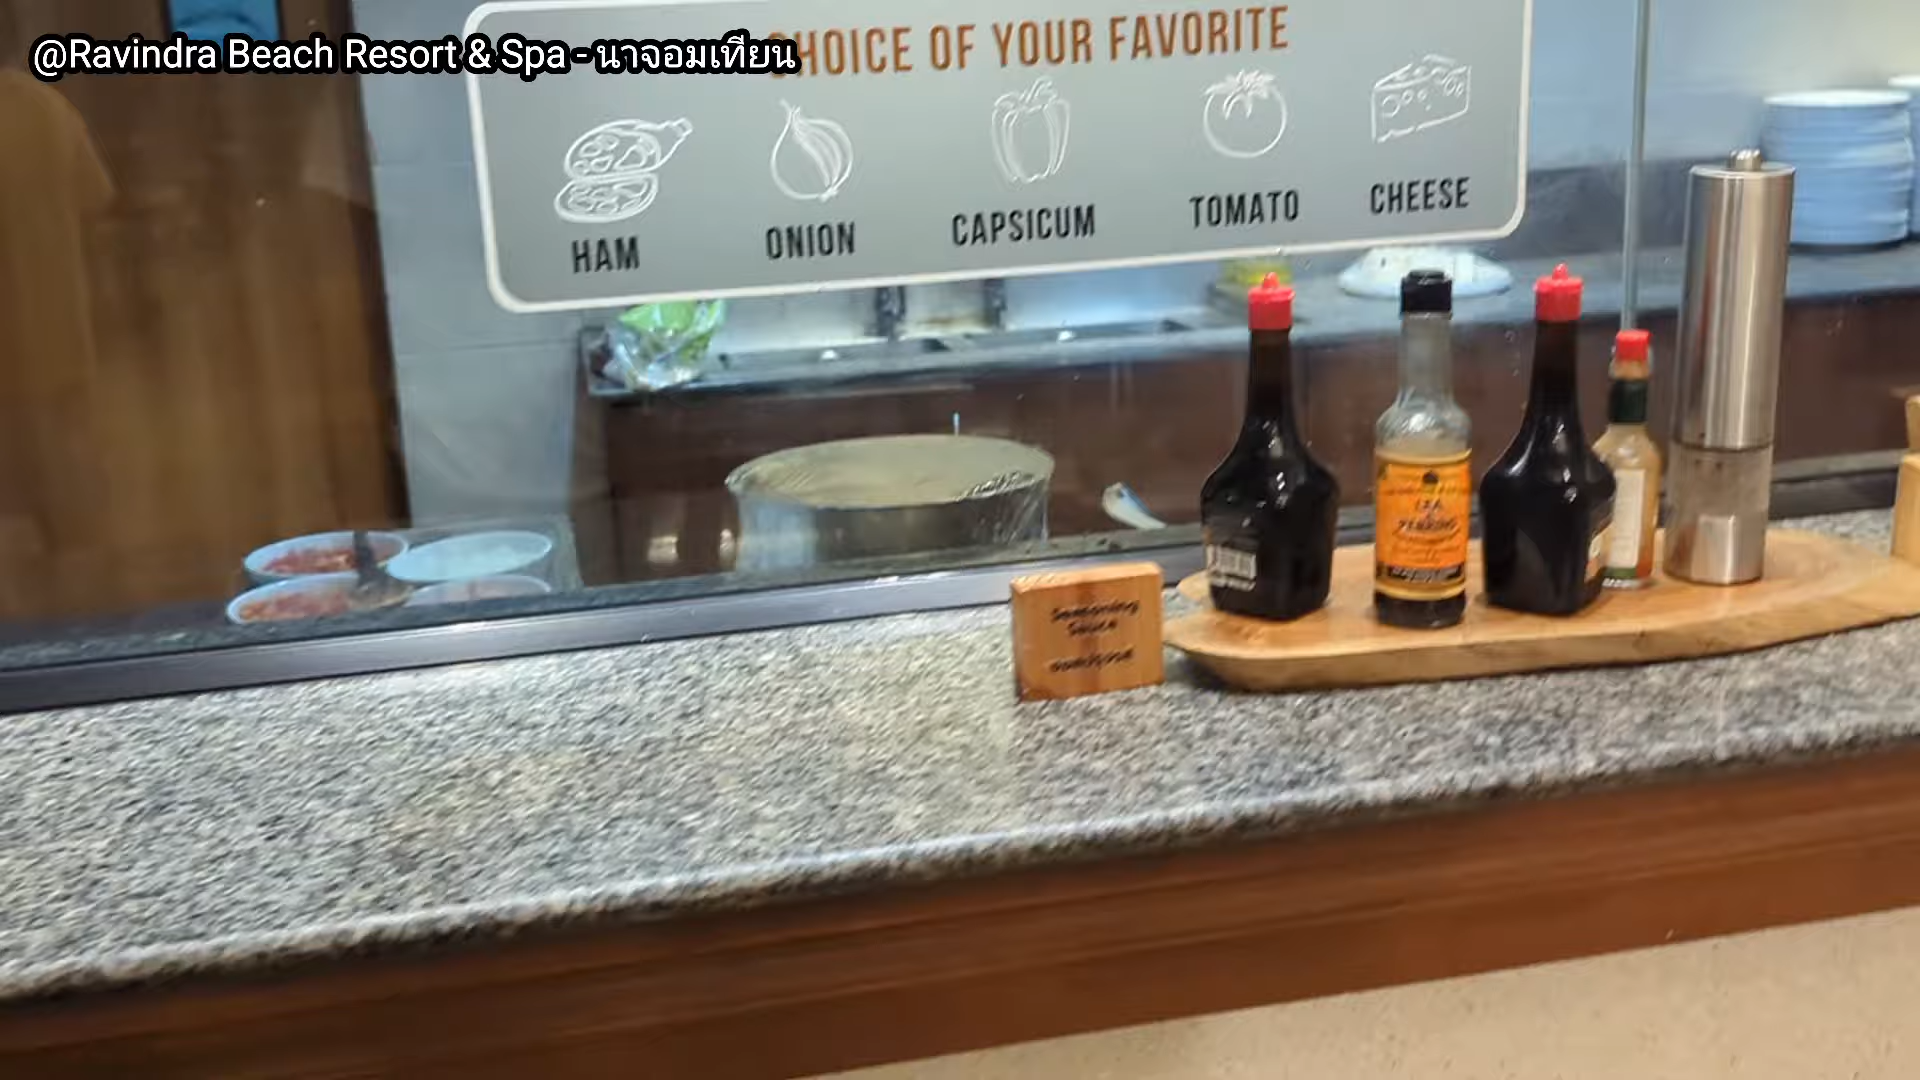 @Ravindra Beach Resort & Spa - นาจอมเทียน
CHOICE OF YOUR FAVORITE
HAM
ONION
CAPSICUM
TOMATO
CHEESE
LEA
&
PERRINS
Seasoning
Sauce